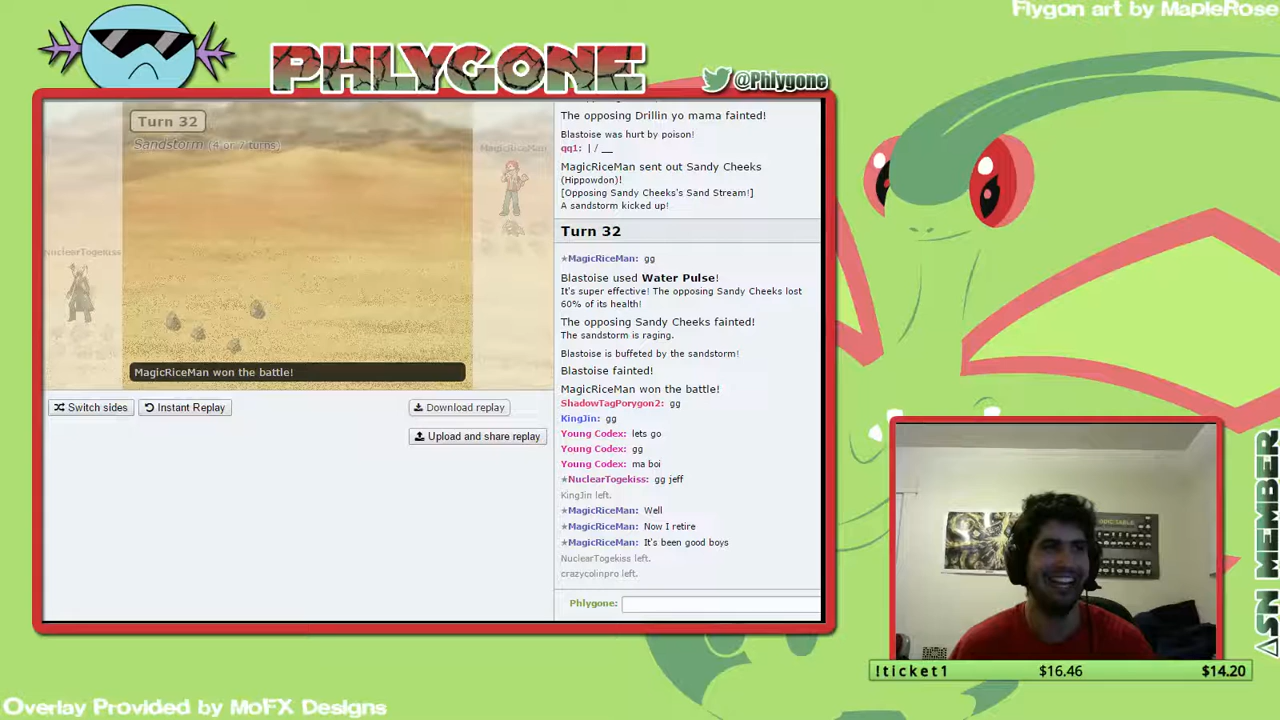 Flygon art by MapleRose
PHLYGONE
@Phlygone
Turn 32
Sandstorm (4 or 7 turns)
MagicRiceMan
NuclearTogekiss
MagicRiceMan won the battle!
Switch sides
Instant Replay
Download replay
Upload and share replay
The opposing Drillin yo mama fainted!
Blastoise was hurt by poison!
qq1: | / __
MagicRiceMan sent out Sandy Cheeks
(Hippowdon)!
[Opposing Sandy Cheeks's Sand Stream!]
A sandstorm kicked up!
Turn 32
★MagicRiceMan: gg
Blastoise used Water Pulse!
It's super effective! The opposing Sandy Cheeks lost
60% of its health!
The opposing Sandy Cheeks fainted!
The sandstorm is raging.
Blastoise is buffeted by the sandstorm!
Blastoise fainted!
MagicRiceMan won the battle!
ShadowTagPorygon2: gg
KingJin: gg
Young Codex: lets go
Young Codex: gg
Young Codex: ma boi
★NuclearTogekiss: gg jeff
KingJin left.
★MagicRiceMan: Well
★MagicRiceMan: Now I retire
★MagicRiceMan: It's been good boys
NuclearTogekiss left.
crazycolinpro left.
Phlygone:
ASN MEMBER
!ticket1 $16.46 $14.20
Overlay Provided by MoFX Designs